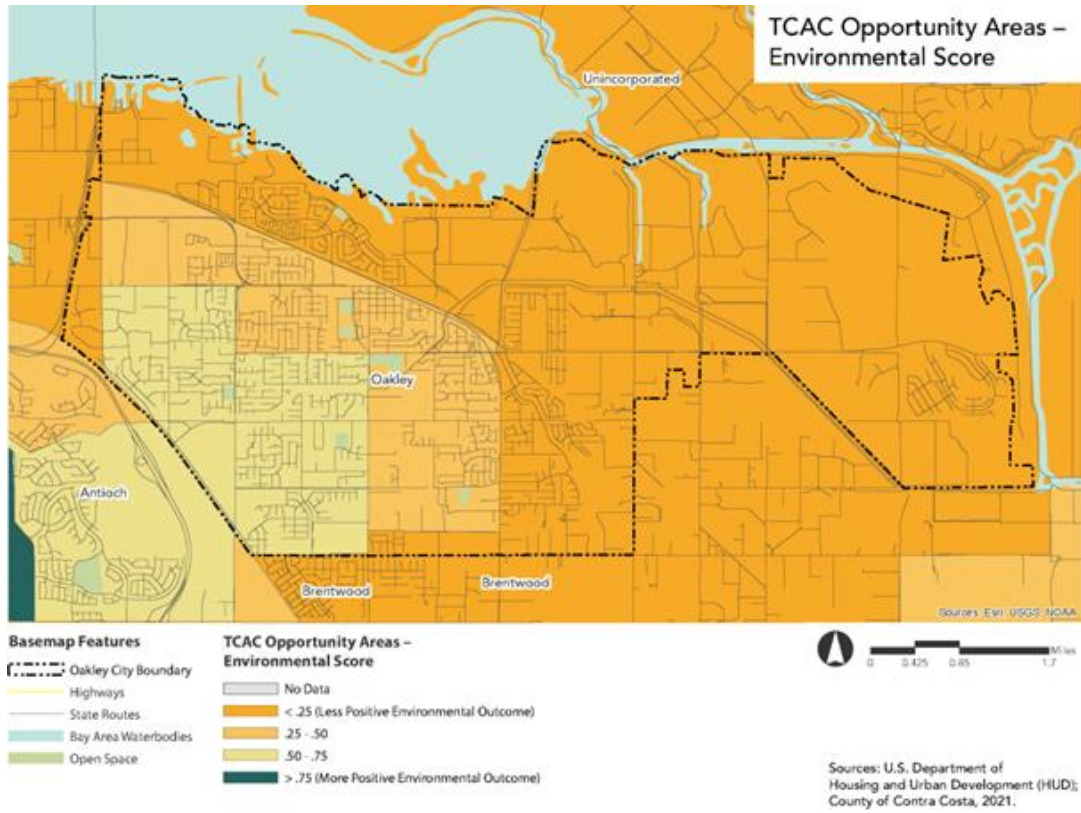 TCAC Opportunity Areas –
Environmental Score
Unincorporated
Oakley
Antioch
Brentwood
Brentwood
Sources: Esri, USGS, NOAA
Basemap Features
Oakley City Boundary
Highways
State Routes
Bay Area Waterbodies
Open Space
TCAC Opportunity Areas –
Environmental Score
No Data
< .25 (Less Positive Environmental Outcome)
.25 - .50
.50 - .75
> .75 (More Positive Environmental Outcome)
Miles
0 0.425 0.85 1.7
Sources: U.S. Department of
Housing and Urban Development (HUD);
County of Contra Costa, 2021.